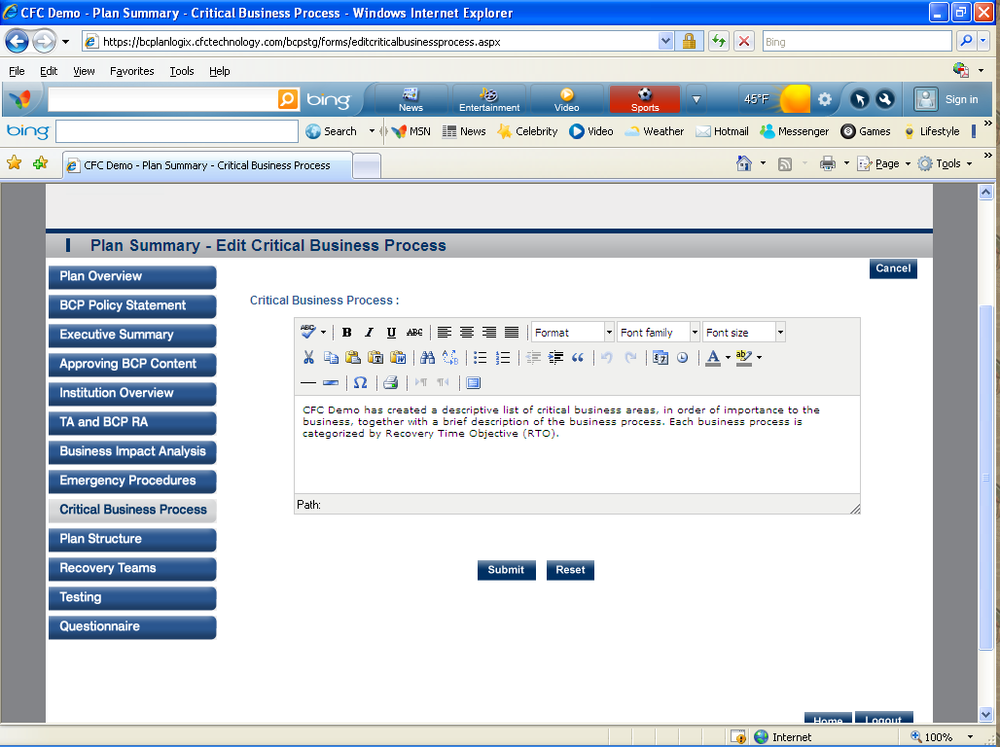 CFC Demo - Plan Summary - Critical Business Process - Windows Internet Explorer
https://bcplanlogix.cfctechnology.com/bcpstg/forms/editcriticalbusinessprocess.aspx
Bing
File Edit View Favorites Tools Help
bing News Entertainment Video Sports 45°F Sign in
bing Search MSN News Celebrity Video Weather Hotmail Messenger Games Lifestyle
CFC Demo - Plan Summary - Critical Business Process
Page Tools
Plan Summary - Edit Critical Business Process
Cancel
Plan Overview
BCP Policy Statement
Executive Summary
Approving BCP Content
Institution Overview
TA and BCP RA
Business Impact Analysis
Emergency Procedures
Critical Business Process
Plan Structure
Recovery Teams
Testing
Questionnaire
Critical Business Process :
ABC B I U ABC Format Font family Font size
CFC Demo has created a descriptive list of critical business areas, in order of importance to the
business, together with a brief description of the business process. Each business process is
categorized by Recovery Time Objective (RTO).
Path:
Submit Reset
Home Logout
Internet 100%